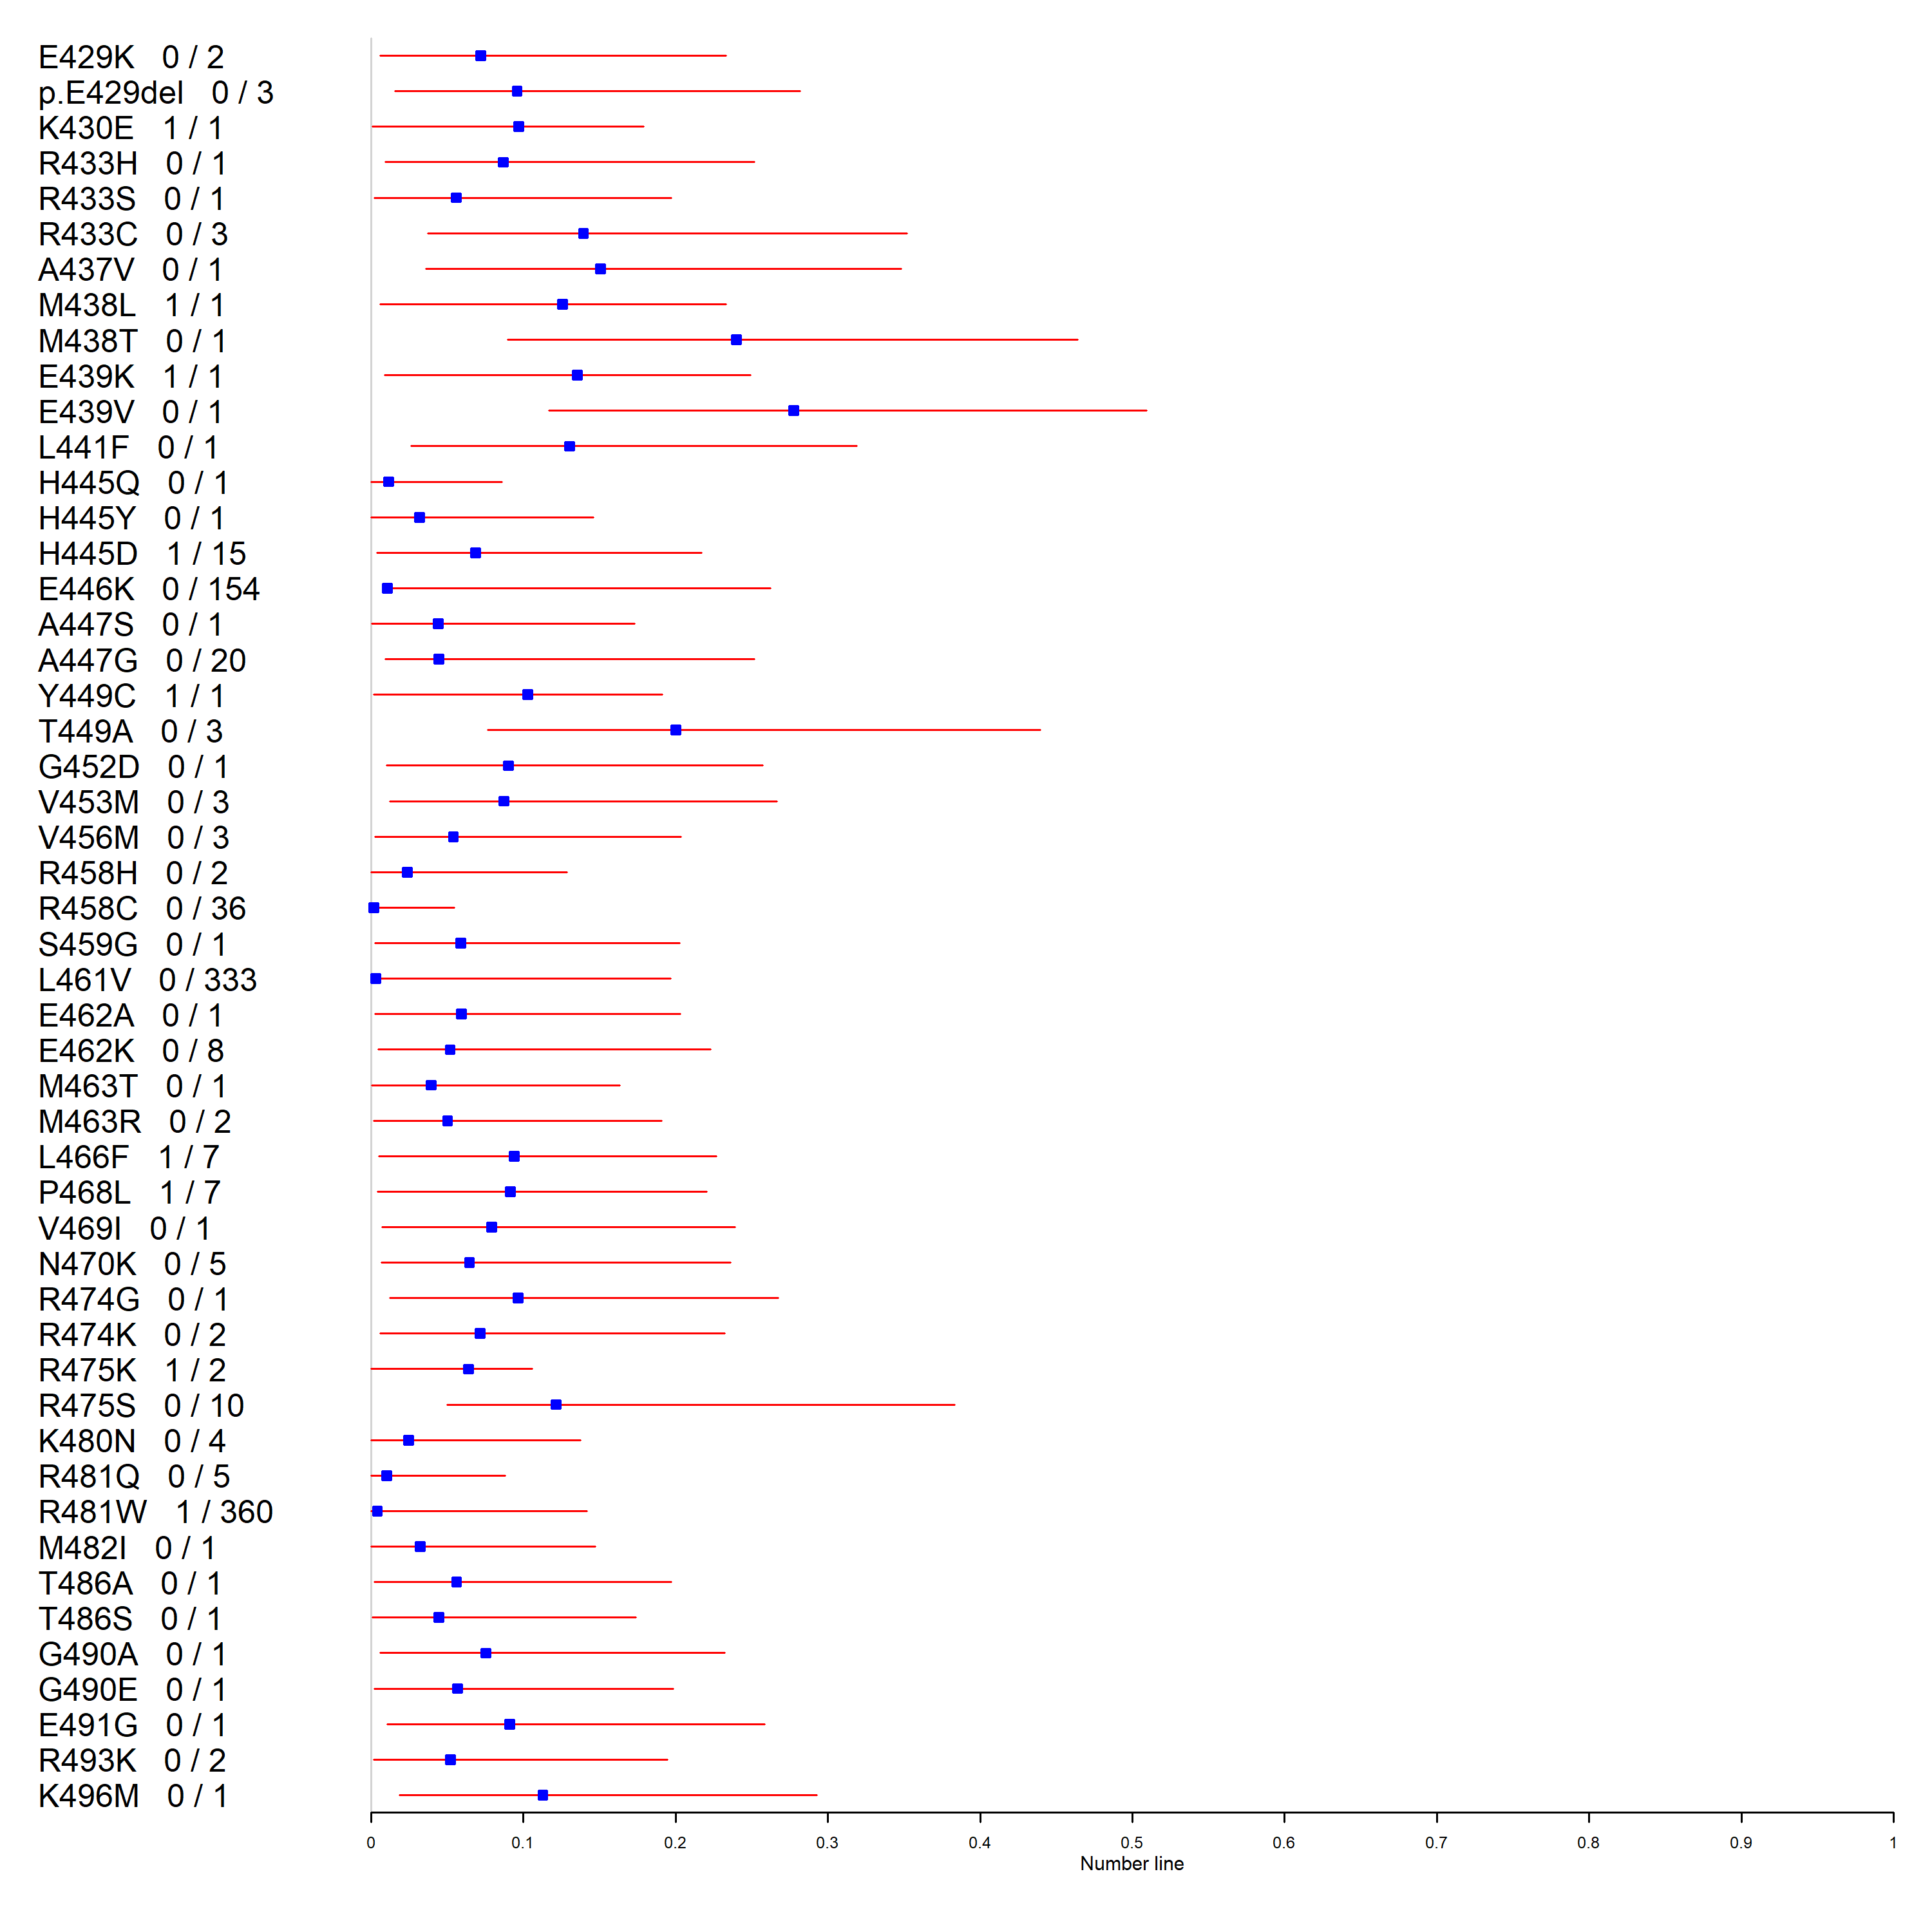 E429K 0 / 2
p.E429del 0 / 3
K430E 1 / 1
R433H 0 / 1
R433S 0 / 1
R433C 0 / 3
A437V 0 / 1
M438L 1 / 1
M438T 0 / 1
E439K 1 / 1
E439V 0 / 1
L441F 0 / 1
H445Q 0 / 1
H445Y 0 / 1
H445D 1 / 15
E446K 0 / 154
A447S 0 / 1
A447G 0 / 20
Y449C 1 / 1
T449A 0 / 3
G452D 0 / 1
V453M 0 / 3
V456M 0 / 3
R458H 0 / 2
R458C 0 / 36
S459G 0 / 1
L461V 0 / 333
E462A 0 / 1
E462K 0 / 8
M463T 0 / 1
M463R 0 / 2
L466F 1 / 7
P468L 1 / 7
V469I 0 / 1
N470K 0 / 5
R474G 0 / 1
R474K 0 / 2
R475K 1 / 2
R475S 0 / 10
K480N 0 / 4
R481Q 0 / 5
R481W 1 / 360
M482I 0 / 1
T486A 0 / 1
T486S 0 / 1
G490A 0 / 1
G490E 0 / 1
E491G 0 / 1
R493K 0 / 2
K496M 0 / 1
0 0.1 0.2 0.3 0.4 0.5 0.6 0.7 0.8 0.9 1
Number line